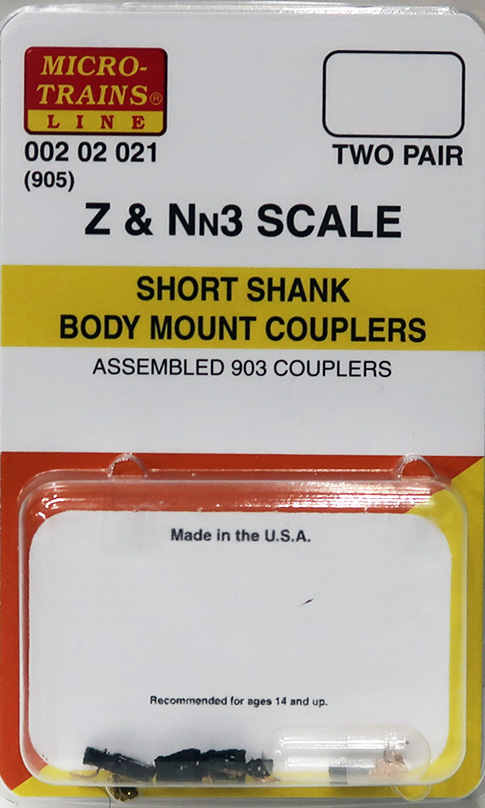 MICRO-
TRAINS®
LINE
002 02 021
(905)
TWO PAIR
Z & NN3 SCALE
SHORT SHANK
BODY MOUNT COUPLERS
ASSEMBLED 903 COUPLERS
Made in the U.S.A.
Recommended for ages 14 and up.